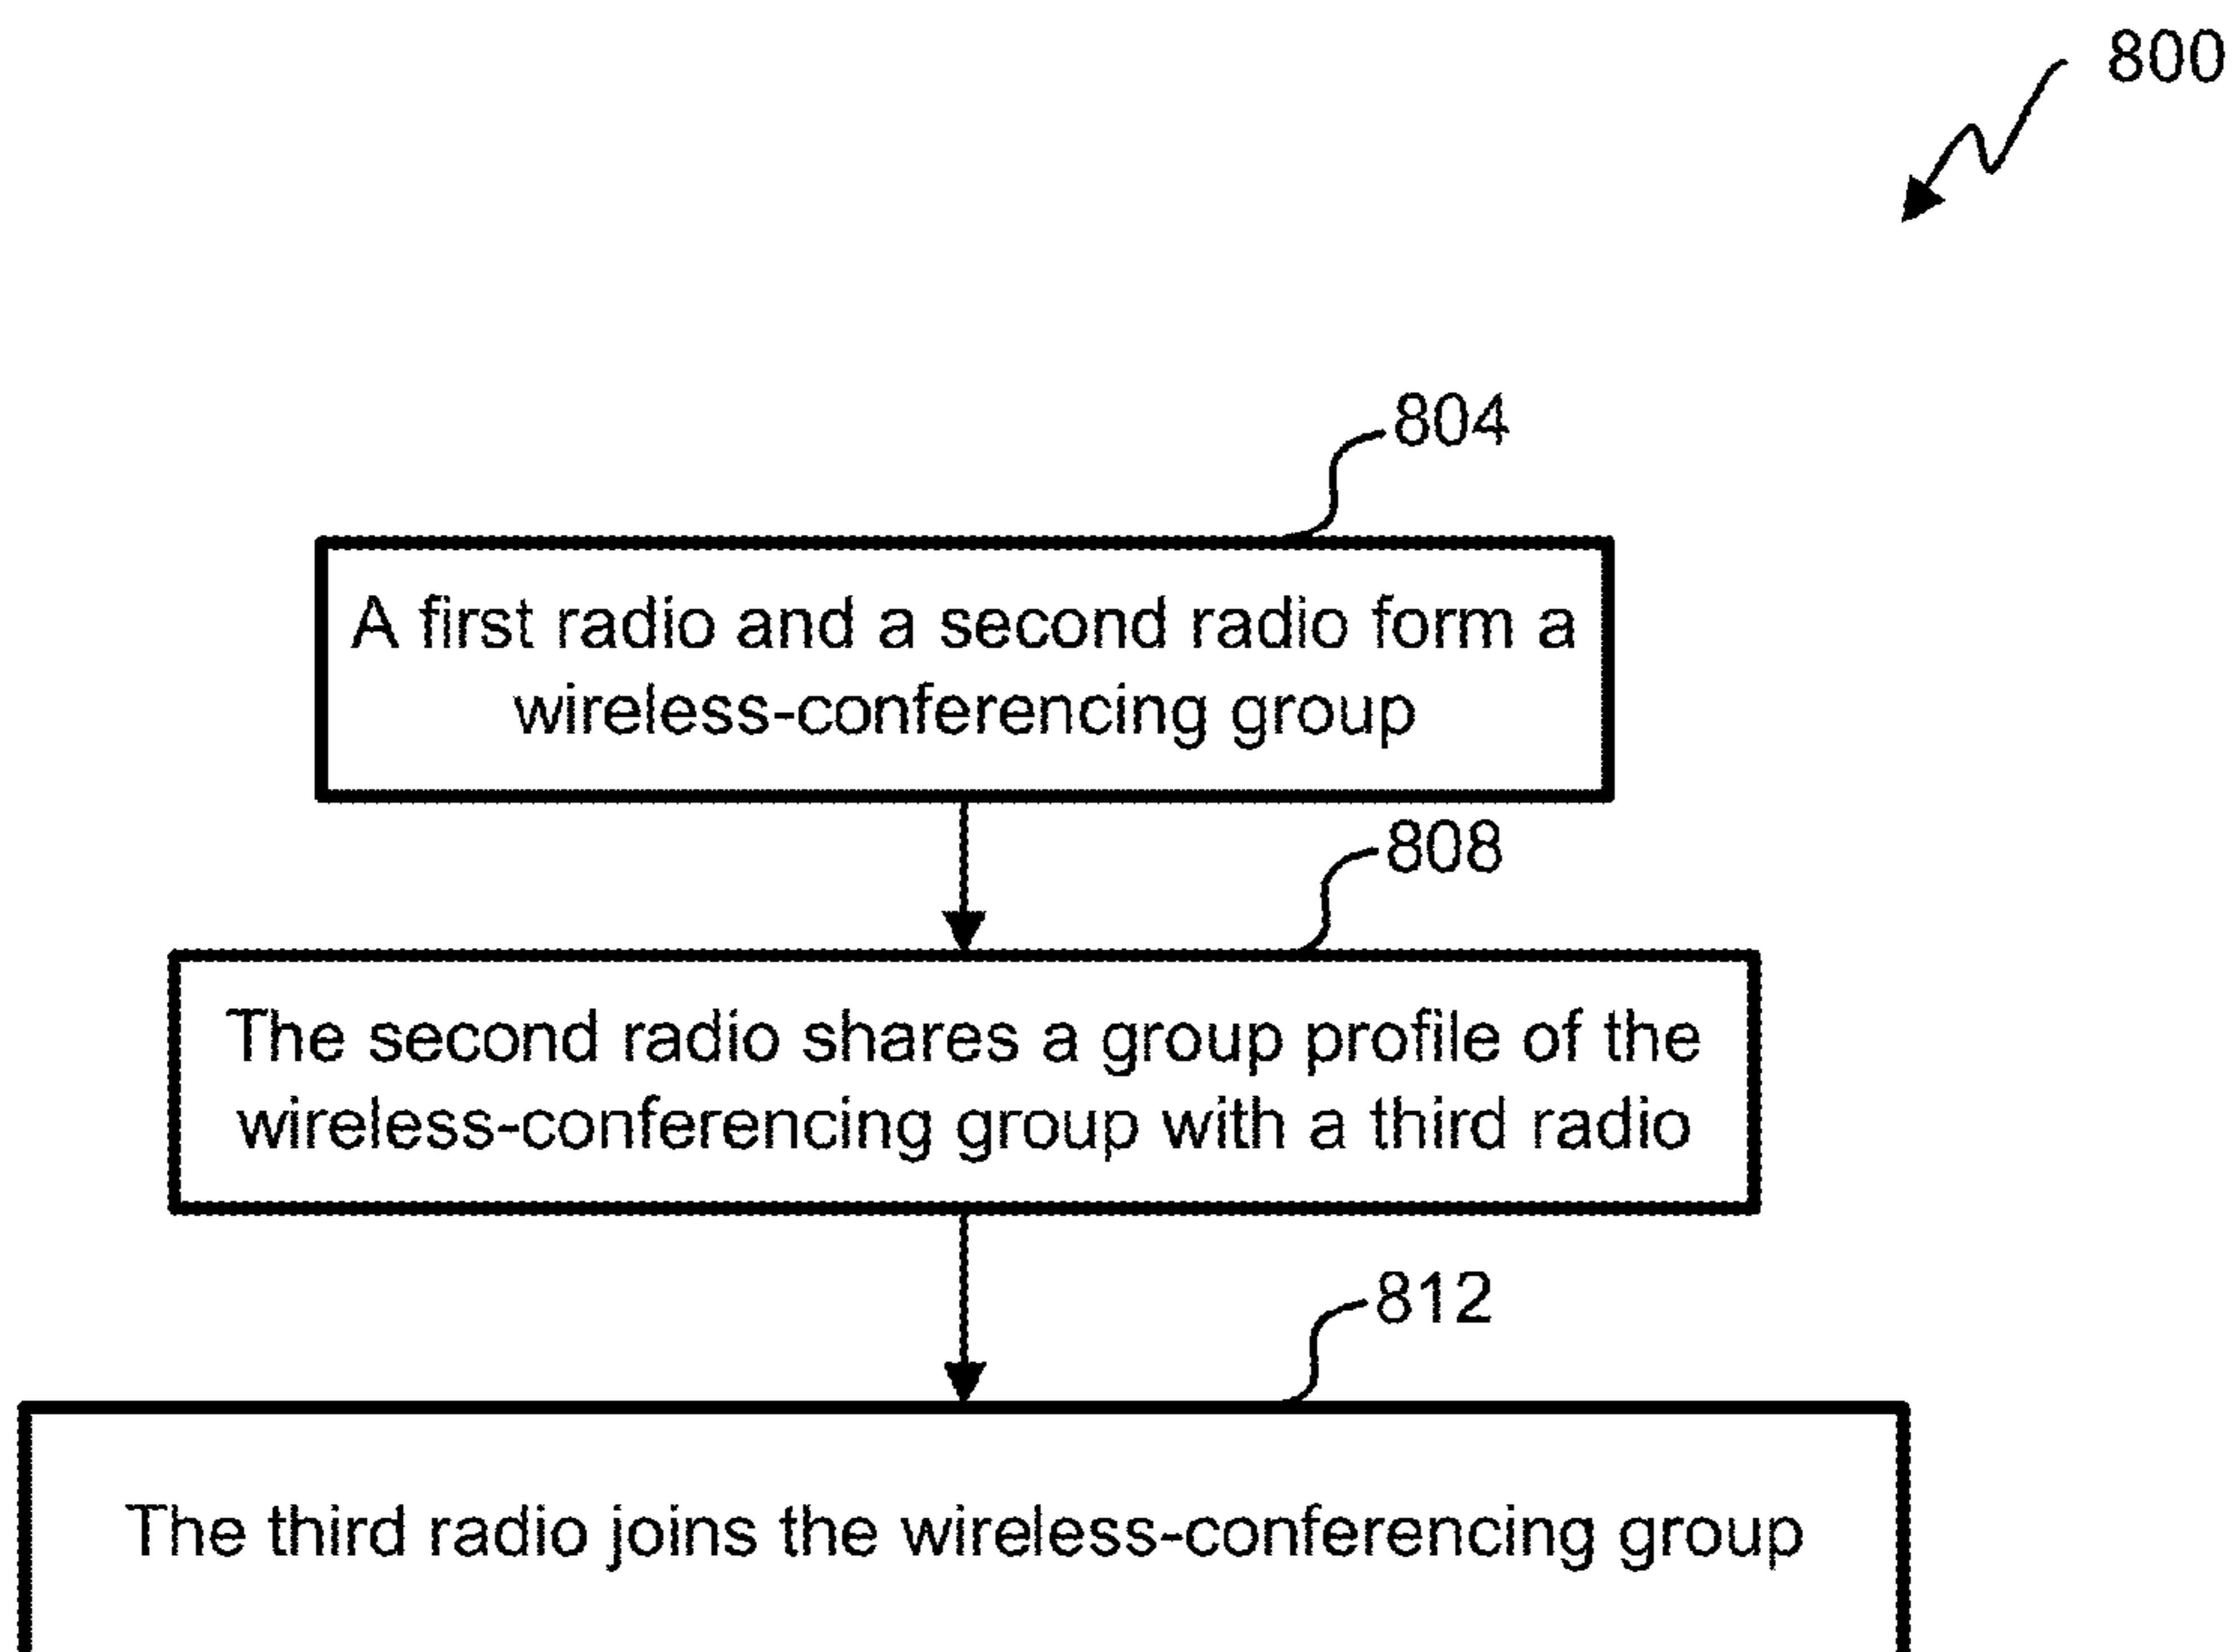 800
804
A first radio and a second radio form a
wireless-conferencing group
808
The second radio shares a group profile of the
wireless-conferencing group with a third radio
812
The third radio joins the wireless-conferencing group